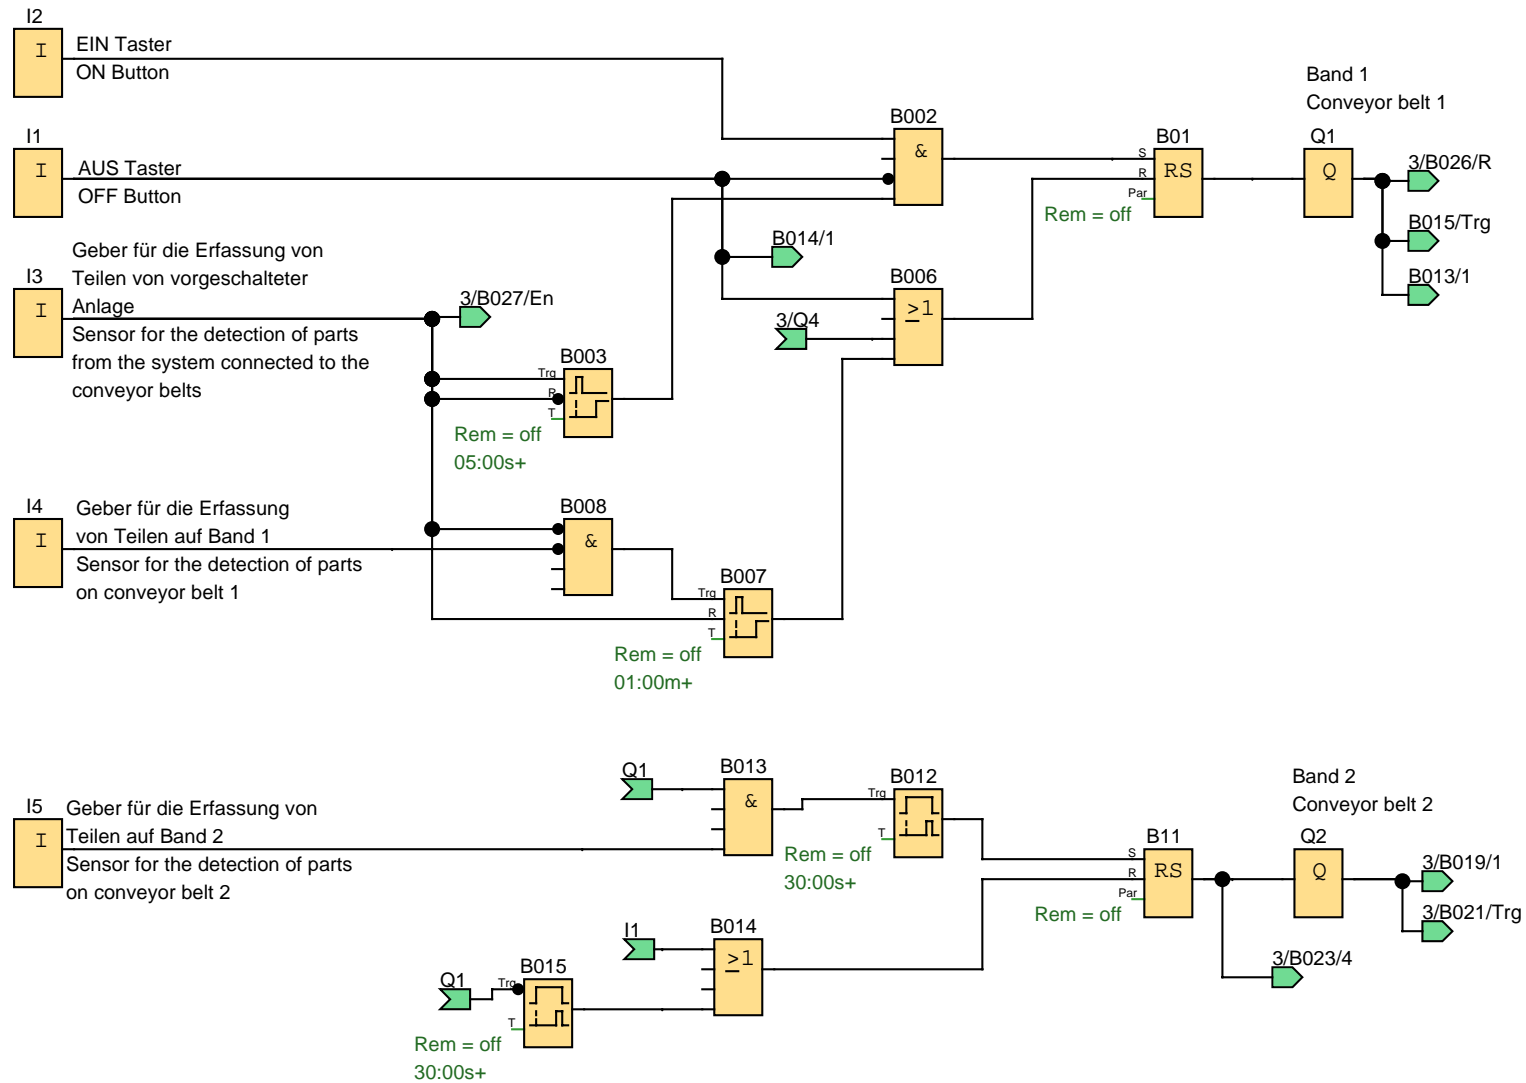 I2
I
EIN Taster
ON Button
I1
I
AUS Taster
OFF Button
I3
I
Geber für die Erfassung von
Teilen von vorgeschalteter
Anlage
Sensor for the detection of parts
from the system connected to the
conveyor belts
3/B027/En
B003
Trg
R
T
Rem = off
05:00s+
I4
I
Geber für die Erfassung
von Teilen auf Band 1
Sensor for the detection of parts
on conveyor belt 1
B008
&
B007
Trg
R
T
Rem = off
01:00m+
B002
&
B014/1
3/Q4
B006
≥1
B01
S
R
Par
RS
Rem = off
Band 1
Conveyor belt 1
Q1
Q
3/B026/R
B015/Trg
B013/1
I5
I
Geber für die Erfassung von
Teilen auf Band 2
Sensor for the detection of parts
on conveyor belt 2
Q1
B013
&
B012
Trg
T
Rem = off
30:00s+
Q1
B015
Trg
T
Rem = off
30:00s+
I1
B014
≥1
B11
S
R
Par
RS
Rem = off
Band 2
Conveyor belt 2
Q2
Q
3/B019/1
3/B021/Trg
3/B023/4